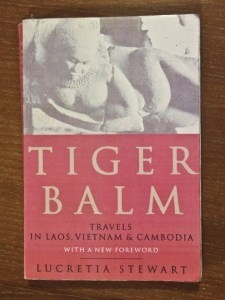 TIGER
BALM
TRAVELS
IN LAOS, VIETNAM & CAMBODIA
WITH A NEW FOREWORD
LUCRETIA STEWART